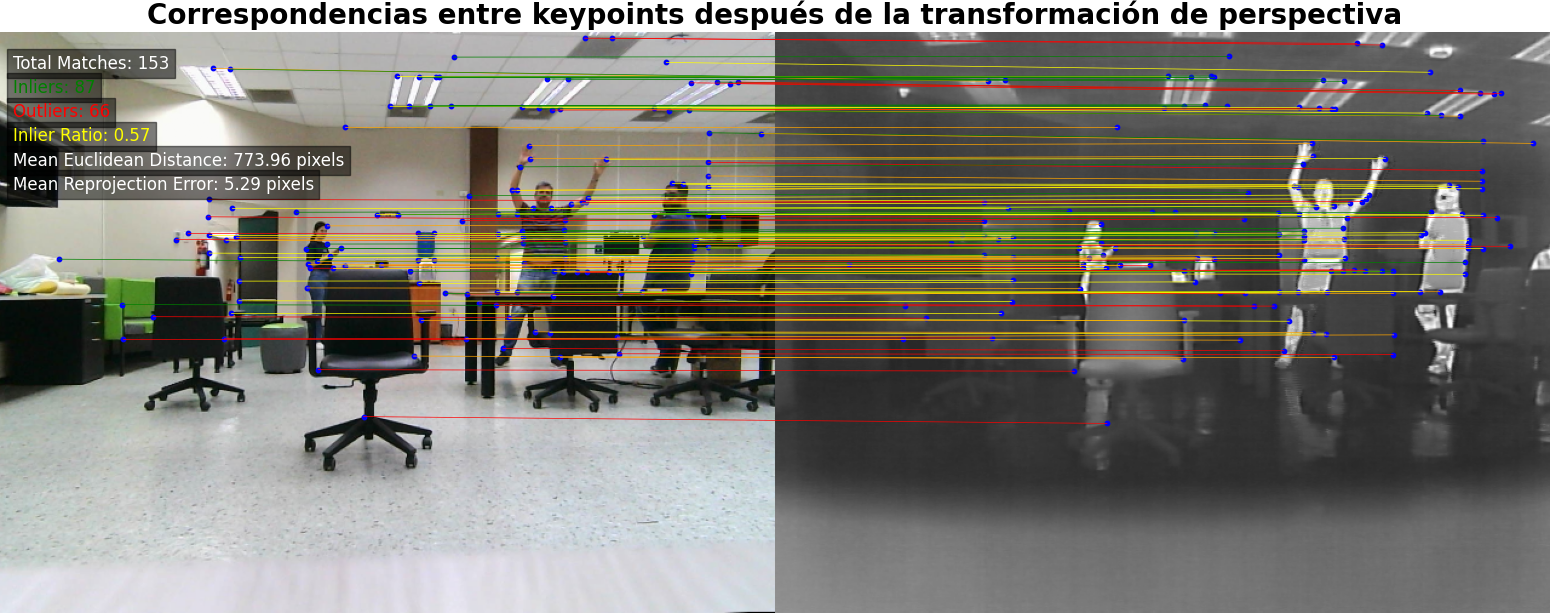 Correspondencias entre keypoints después de la transformación de perspectiva
Total Matches: 153
Inliers: 87
Outliers: 66
Inlier Ratio: 0.57
Mean Euclidean Distance: 773.96 pixels
Mean Reprojection Error: 5.29 pixels